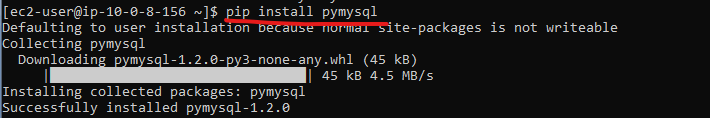 [ec2-user@ip-10-0-8-156 ~]$ pip install pymysql
Defaulting to user installation because normal site-packages is not writeable
Collecting pymysql
  Downloading pymysql-1.2.0-py3-none-any.whl (45 kB)
     |████████████████████████████████| 45 kB 4.5 MB/s
Installing collected packages: pymysql
Successfully installed pymysql-1.2.0